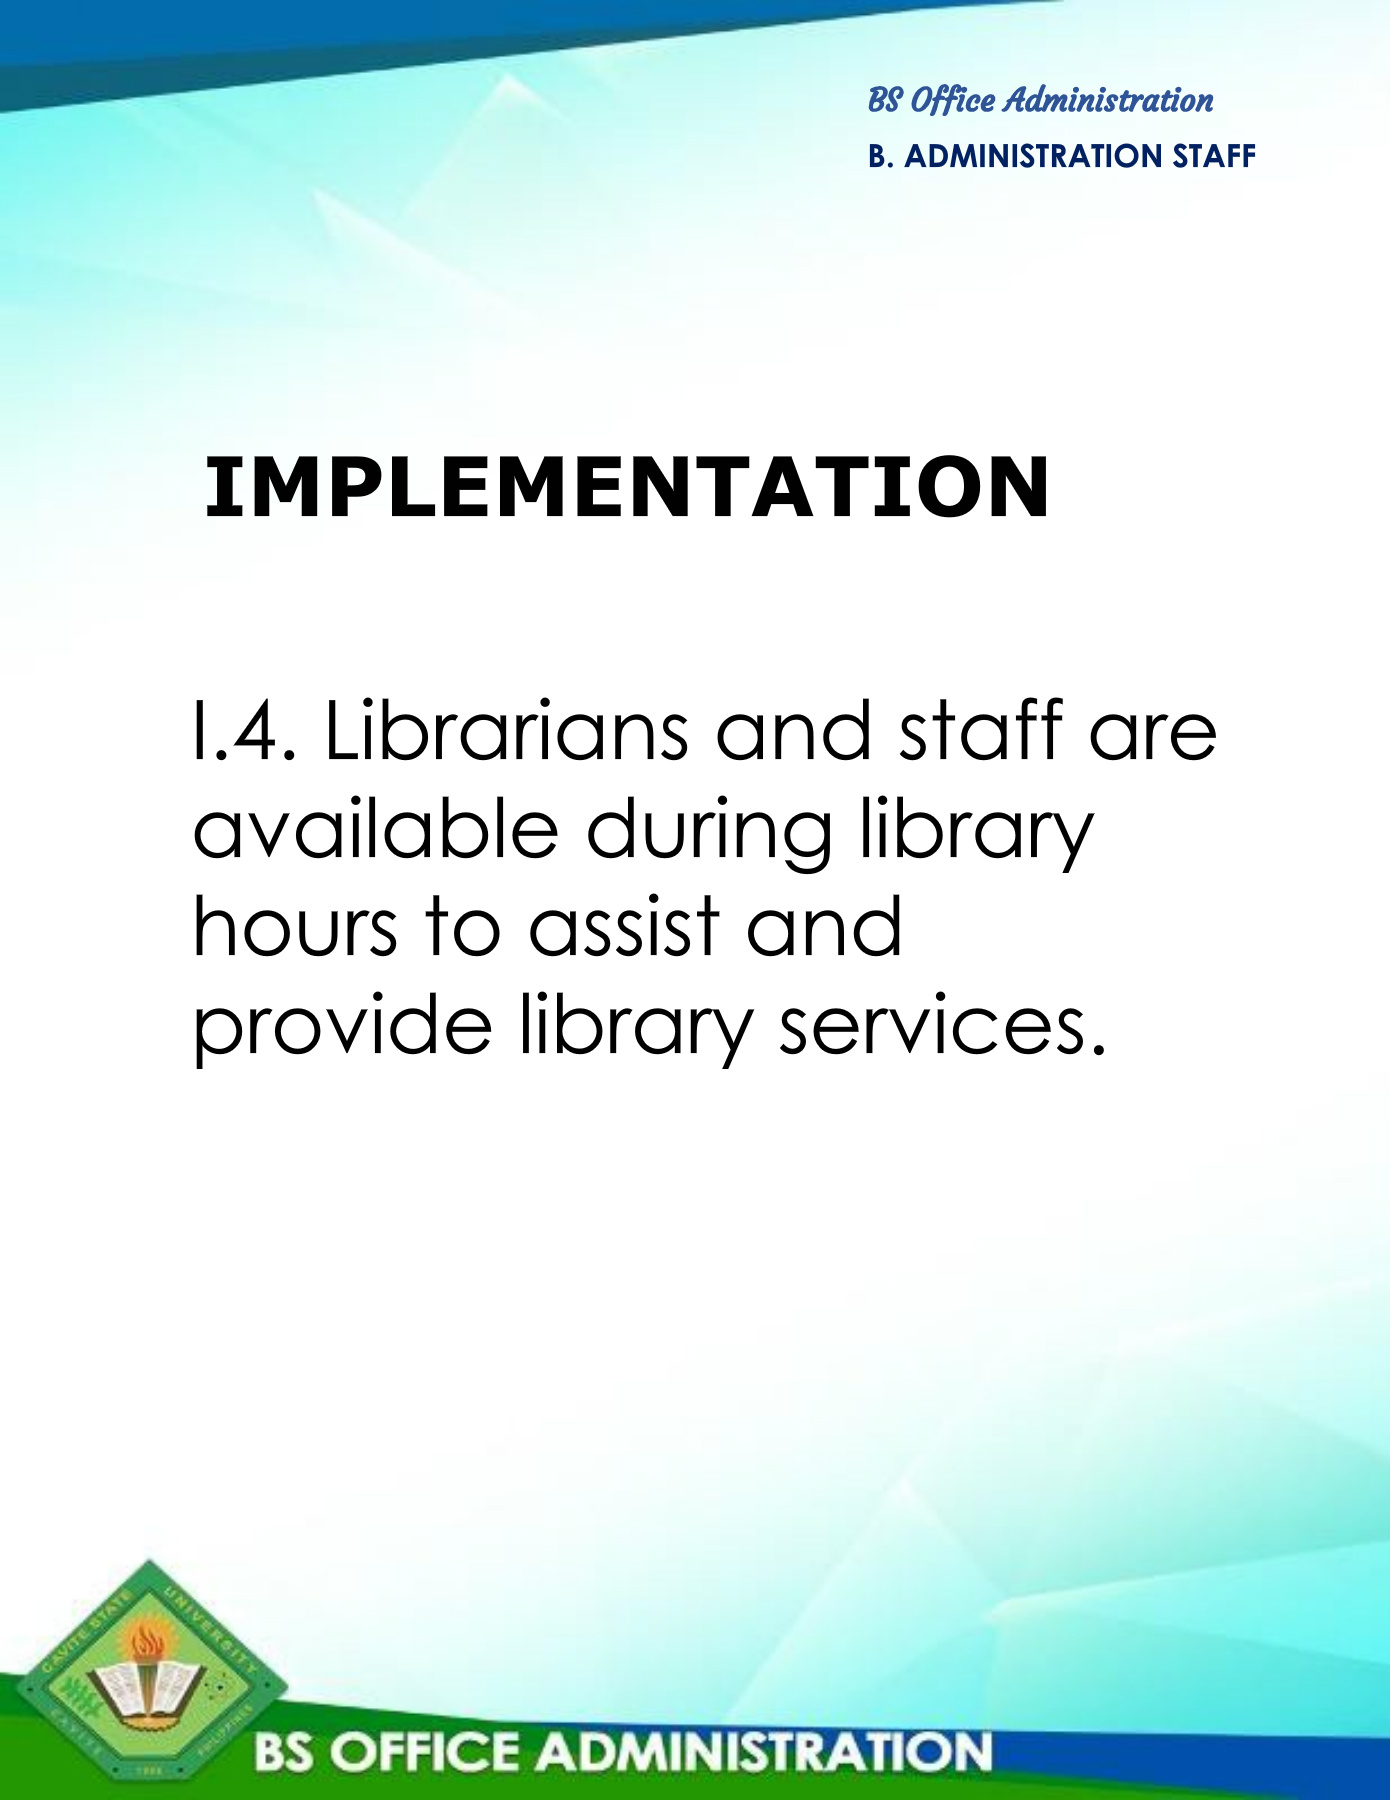 BS Office Administration
B. ADMINISTRATION STAFF
IMPLEMENTATION
I.4. Librarians and staff are
available during library
hours to assist and
provide library services.
CAVITE STATE UNIVERSITY
CAVITE PHILIPPINES
1906
BS OFFICE ADMINISTRATION